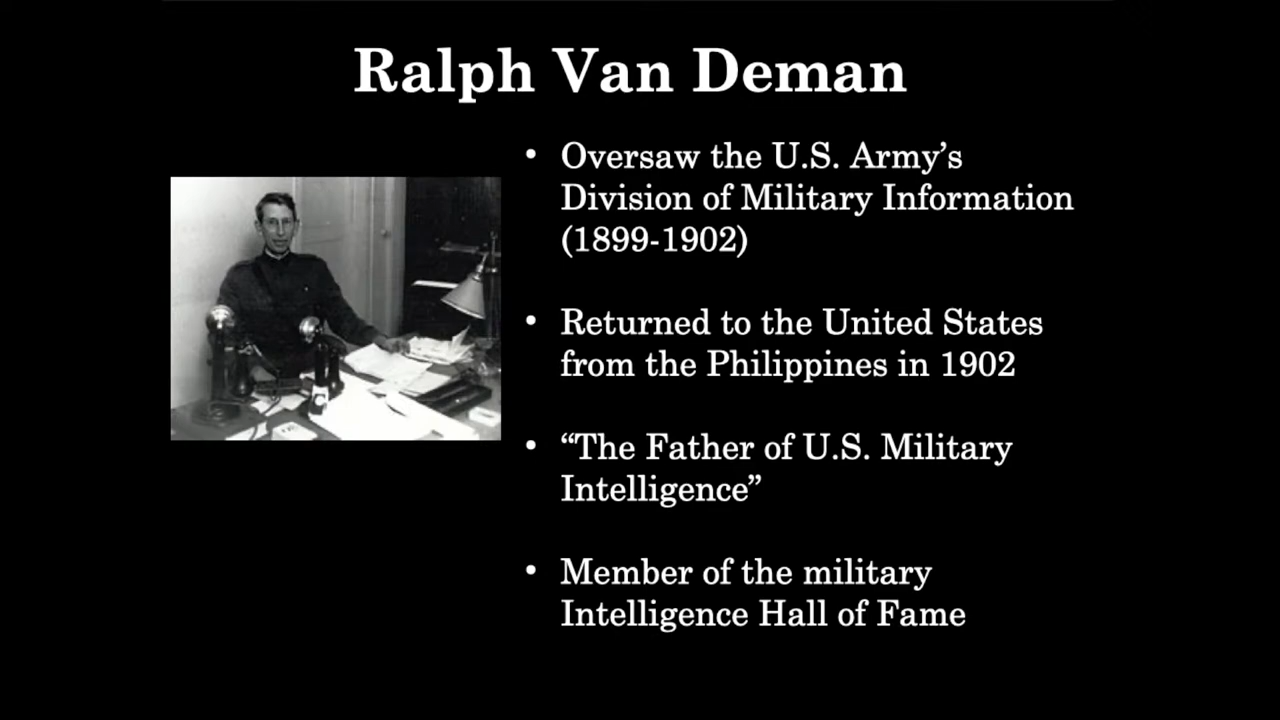 Ralph Van Deman
• Oversaw the U.S. Army’s
Division of Military Information
(1899-1902)
• Returned to the United States
from the Philippines in 1902
• “The Father of U.S. Military
Intelligence”
• Member of the military
Intelligence Hall of Fame